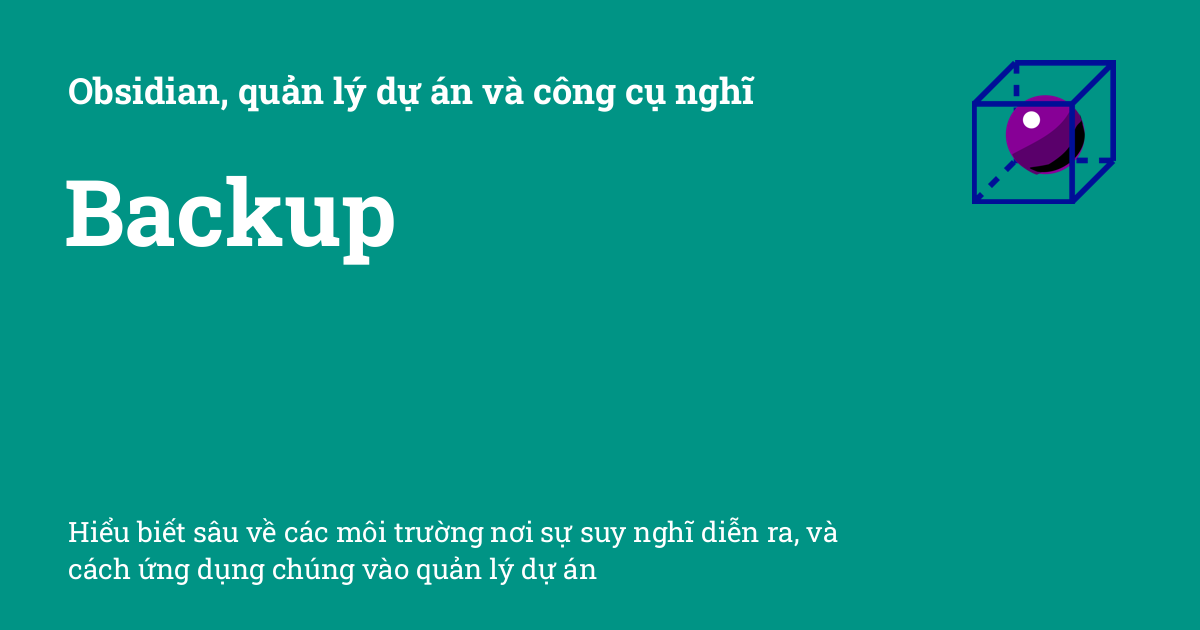 Obsidian, quản lý dự án và công cụ nghĩ
Backup
Hiểu biết sâu về các môi trường nơi sự suy nghĩ diễn ra, và
cách ứng dụng chúng vào quản lý dự án